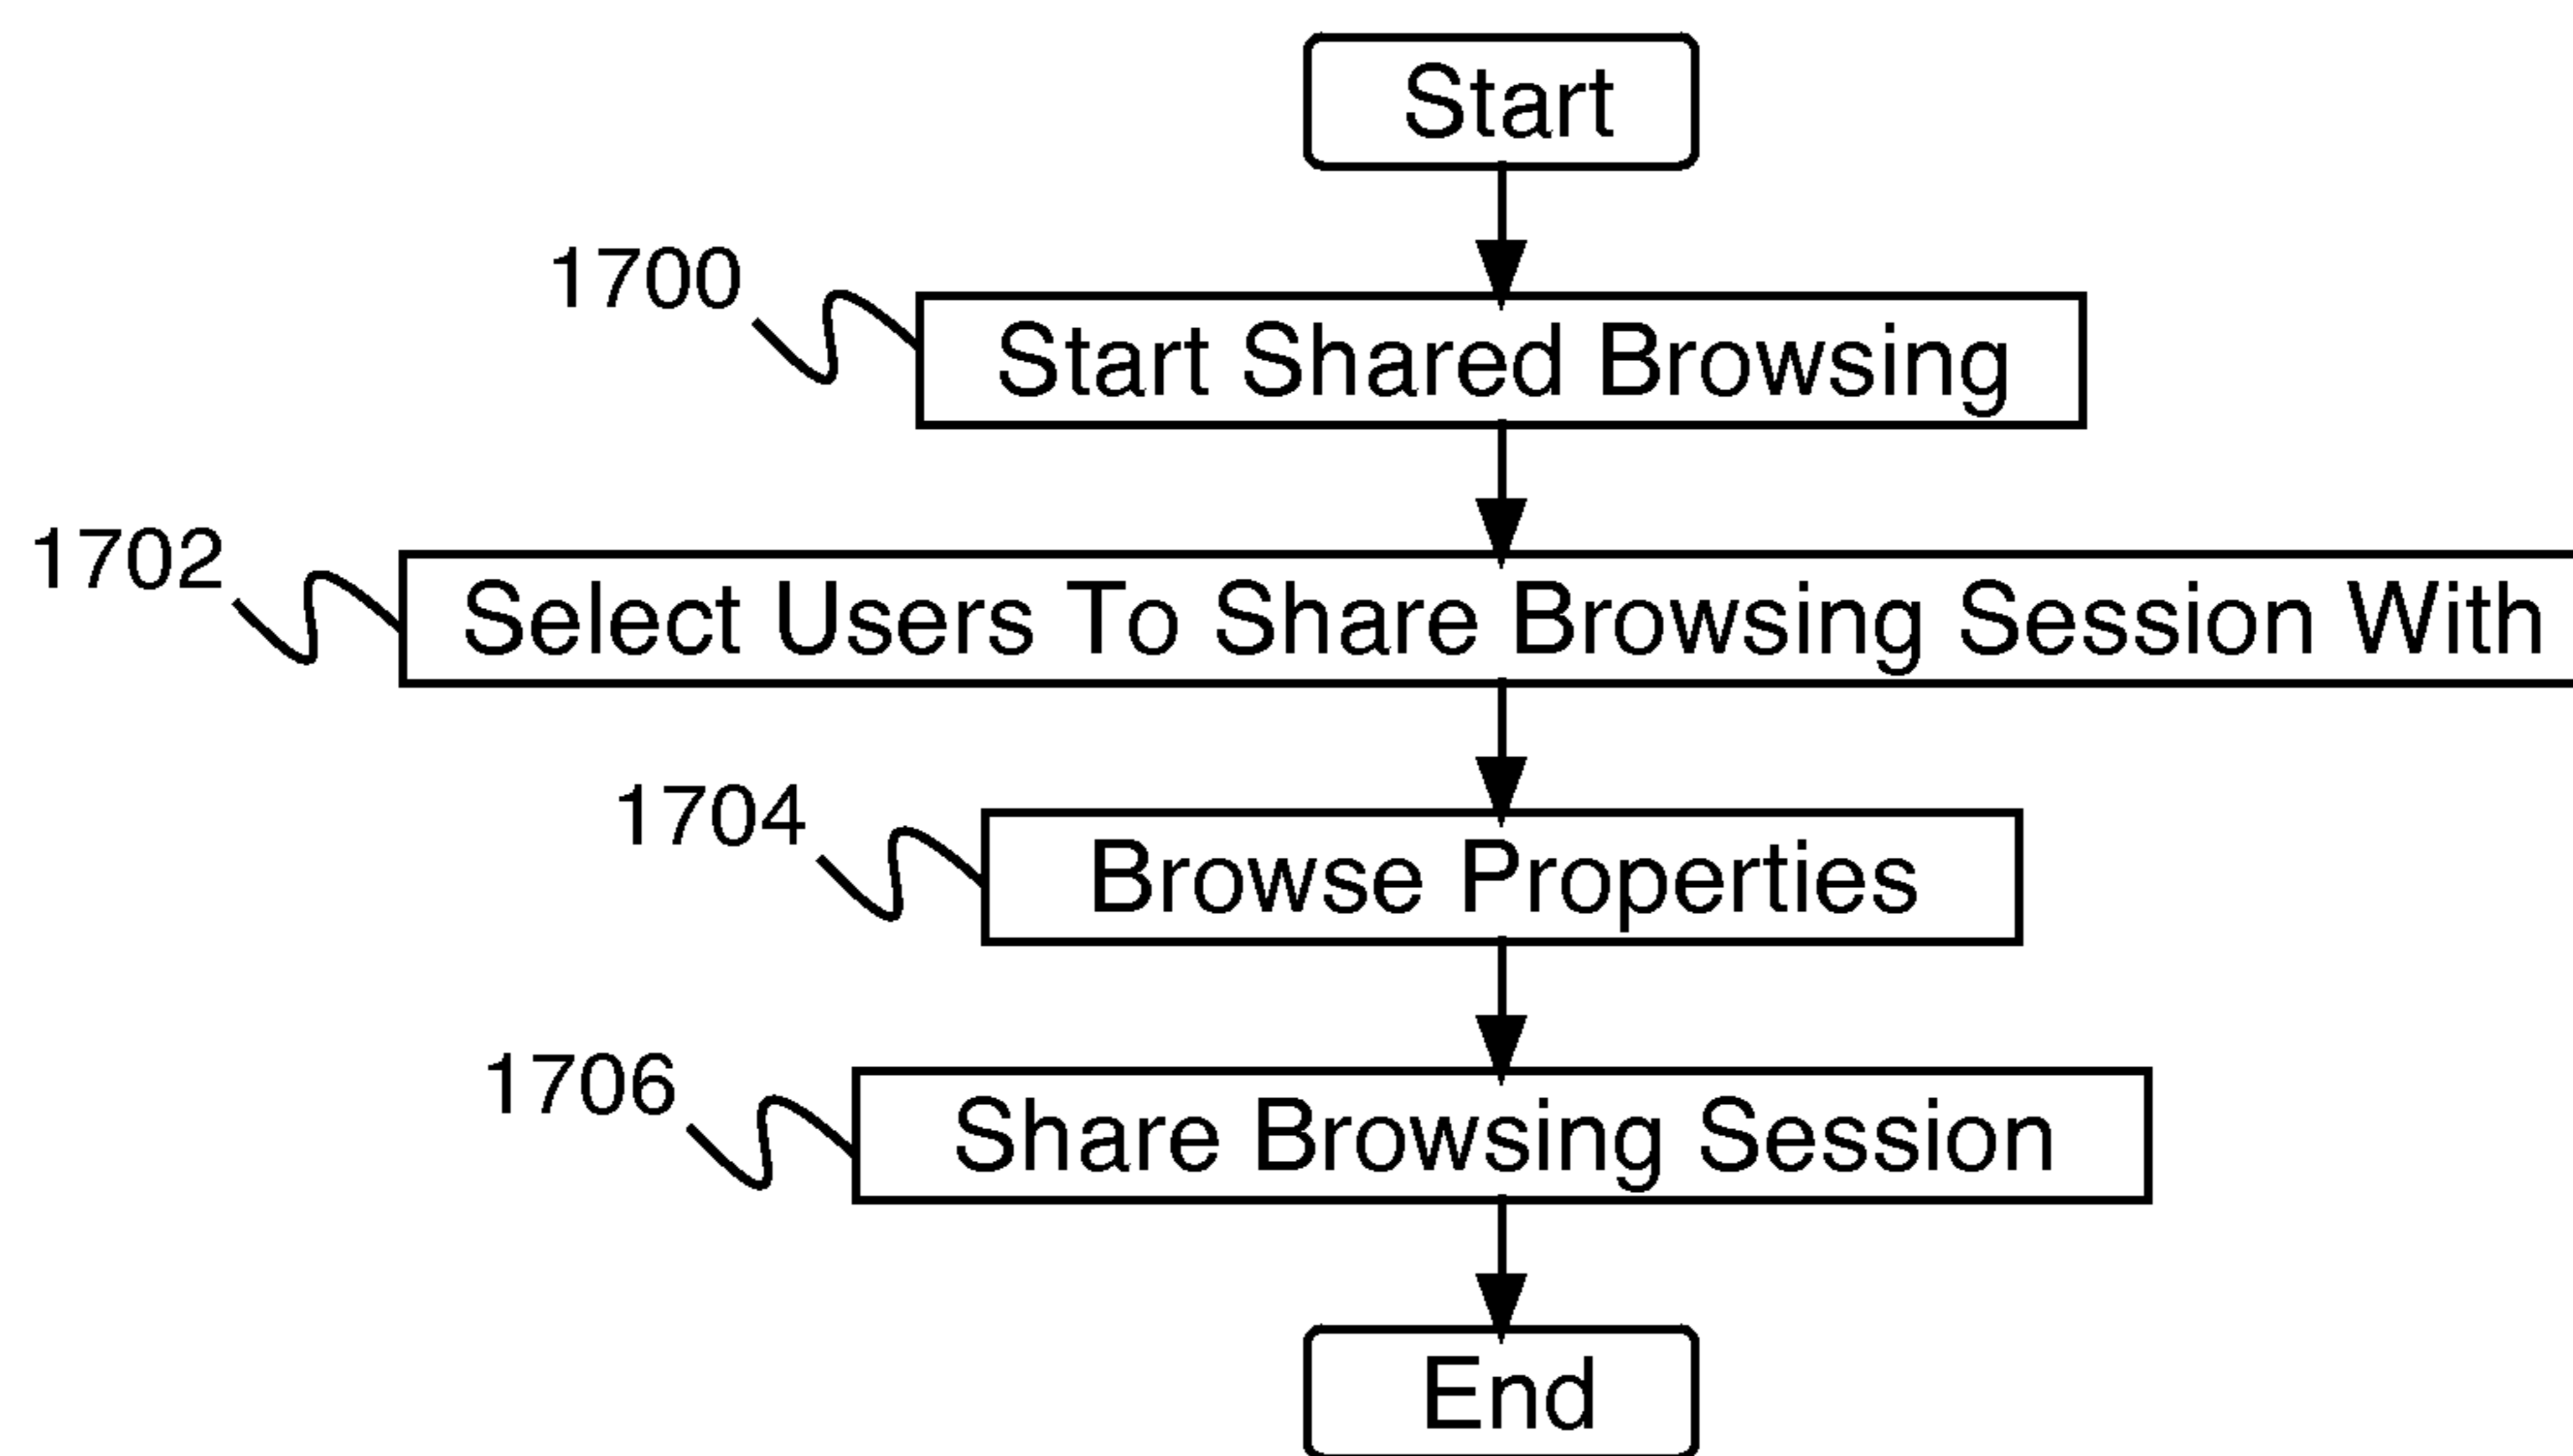 Start
1700
Start Shared Browsing
1702
Select Users To Share Browsing Session With
1704
Browse Properties
1706
Share Browsing Session
End